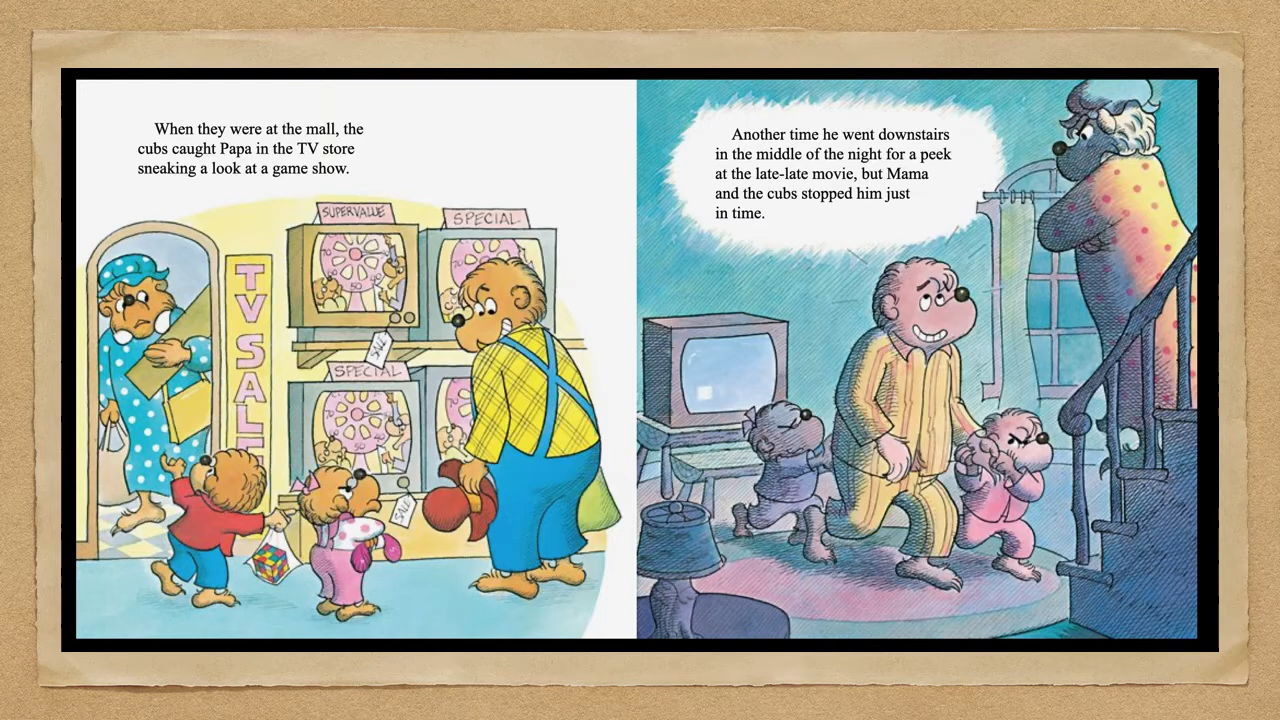 When they were at the mall, the
cubs caught Papa in the TV store
sneaking a look at a game show.
SUPERVALUE
SPECIAL
TV SALE
SALE
SPECIAL
SALE
Another time he went downstairs
in the middle of the night for a peek
at the late-late movie, but Mama
and the cubs stopped him just
in time.